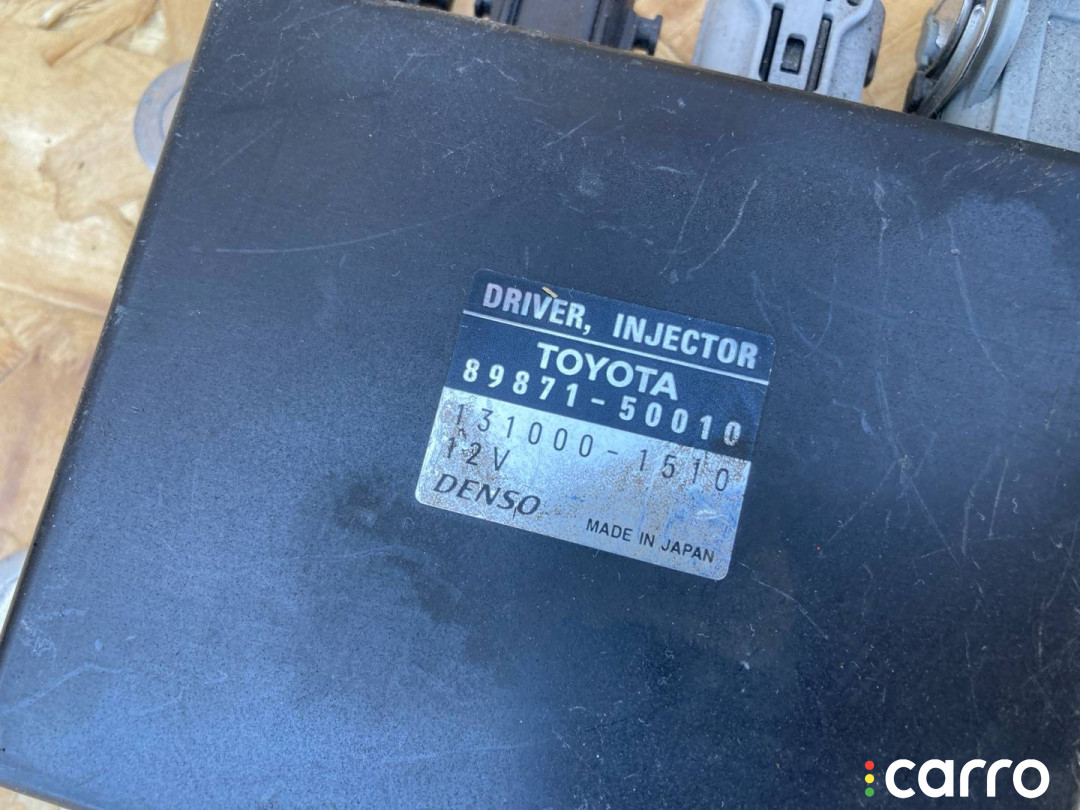 DRIVER, INJECTOR
TOYOTA
89871-50010
131000-1510
12V
DENSO
MADE IN JAPAN
carro